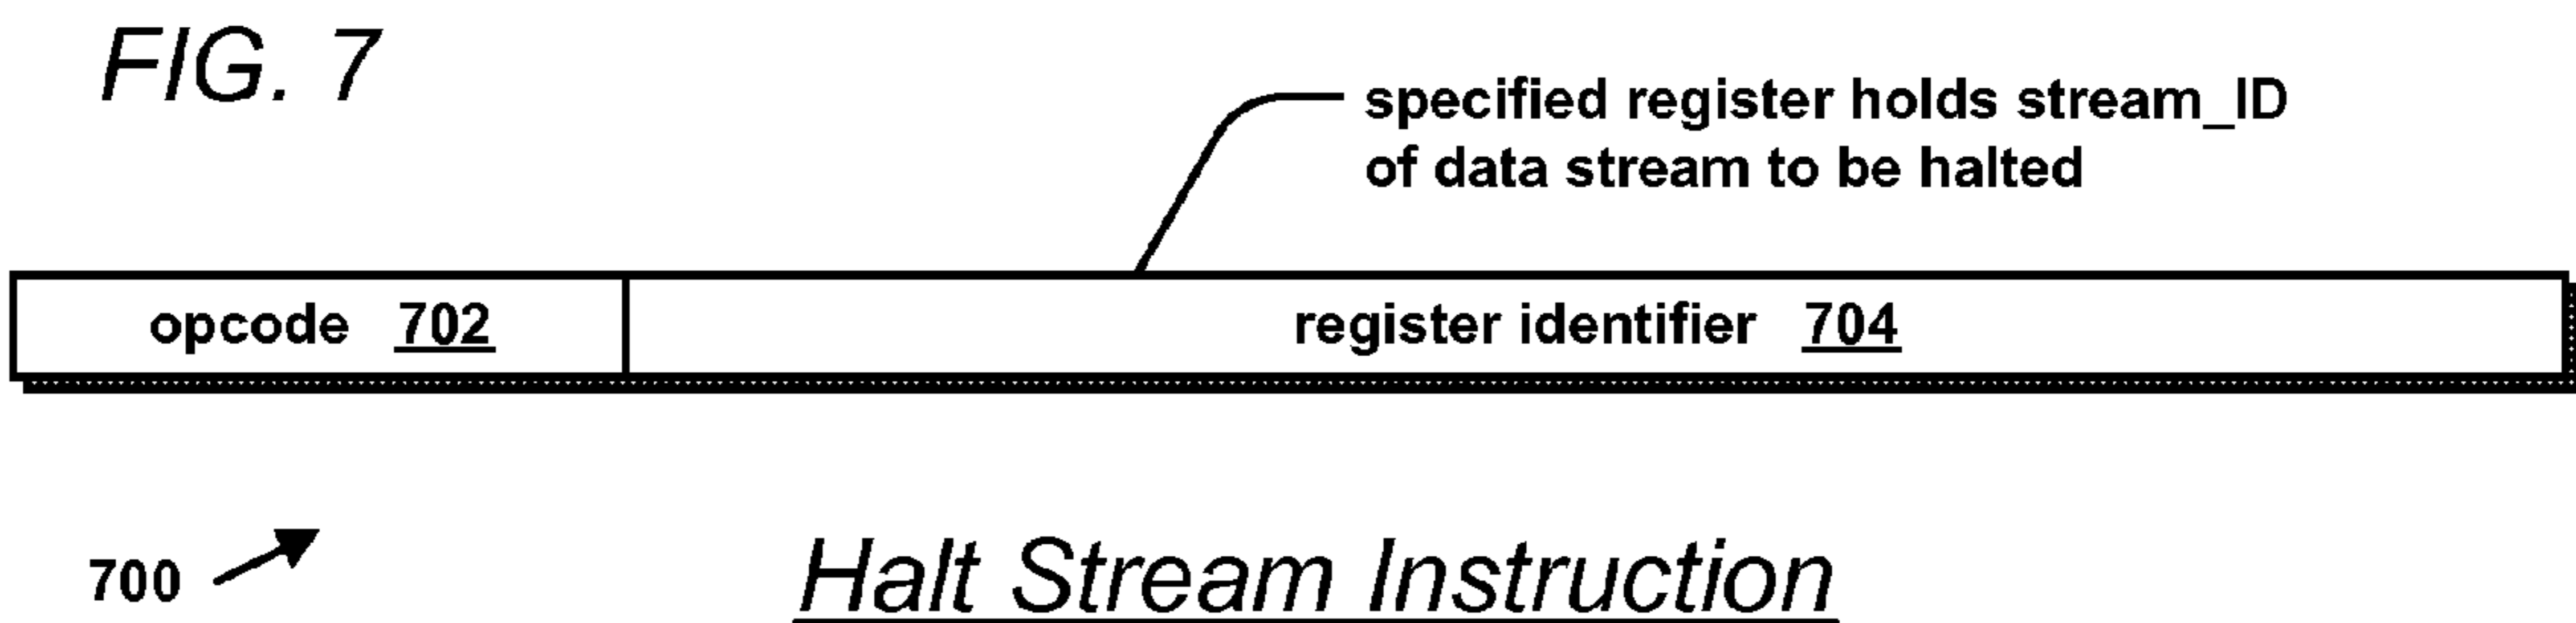 FIG. 7
specified register holds stream_ID
of data stream to be halted
opcode 702
register identifier 704
700
Halt Stream Instruction